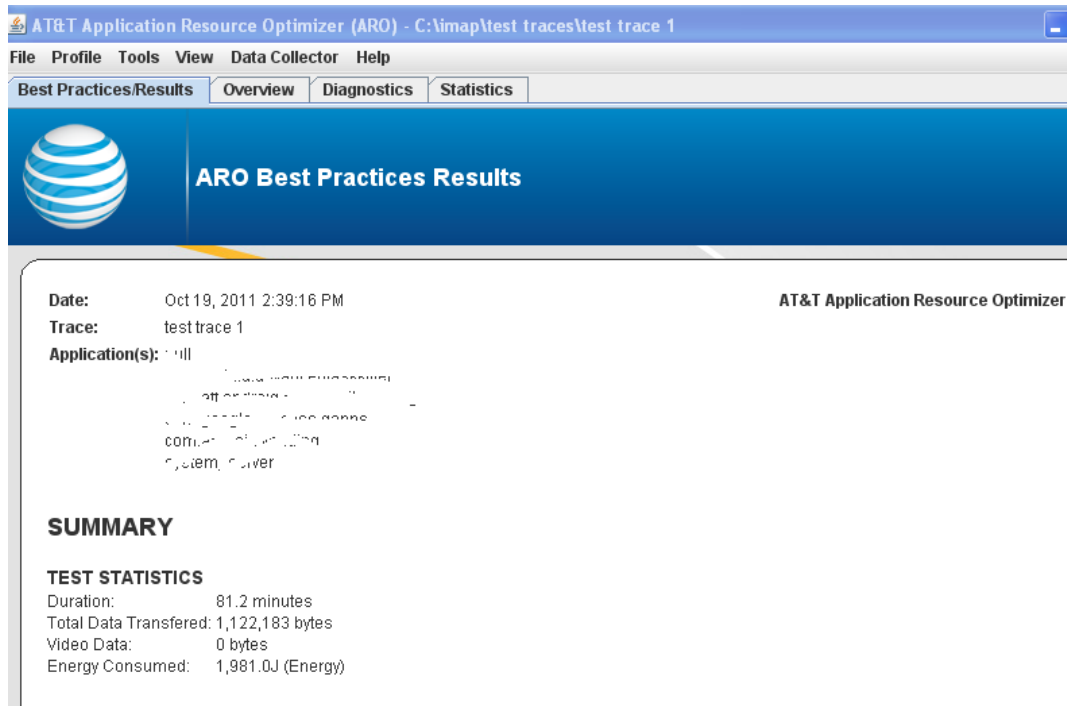 AT&T Application Resource Optimizer (ARO) - C:\imap\test traces\test trace 1
File Profile Tools View Data Collector Help
Best Practices/Results Overview Diagnostics Statistics
ARO Best Practices Results
Date: Oct 19, 2011 2:39:16 PM AT&T Application Resource Optimizer
Trace: test trace 1
Application(s):
SUMMARY
TEST STATISTICS
Duration: 81.2 minutes
Total Data Transfered: 1,122,183 bytes
Video Data: 0 bytes
Energy Consumed: 1,981.0J (Energy)